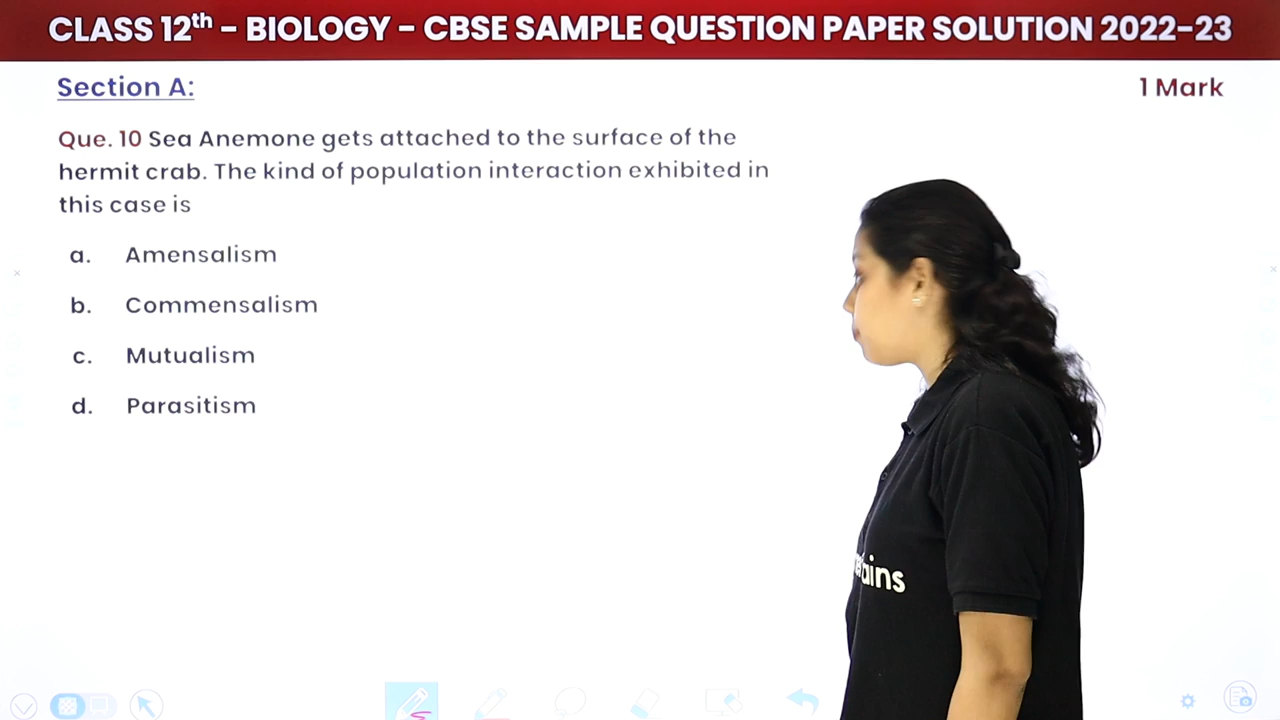 CLASS 12th – BIOLOGY – CBSE SAMPLE QUESTION PAPER SOLUTION 2022–23
Section A:
1 Mark
Que. 10 Sea Anemone gets attached to the surface of the
hermit crab. The kind of population interaction exhibited in
this case is
a. Amensalism
b. Commensalism
c. Mutualism
d. Parasitism